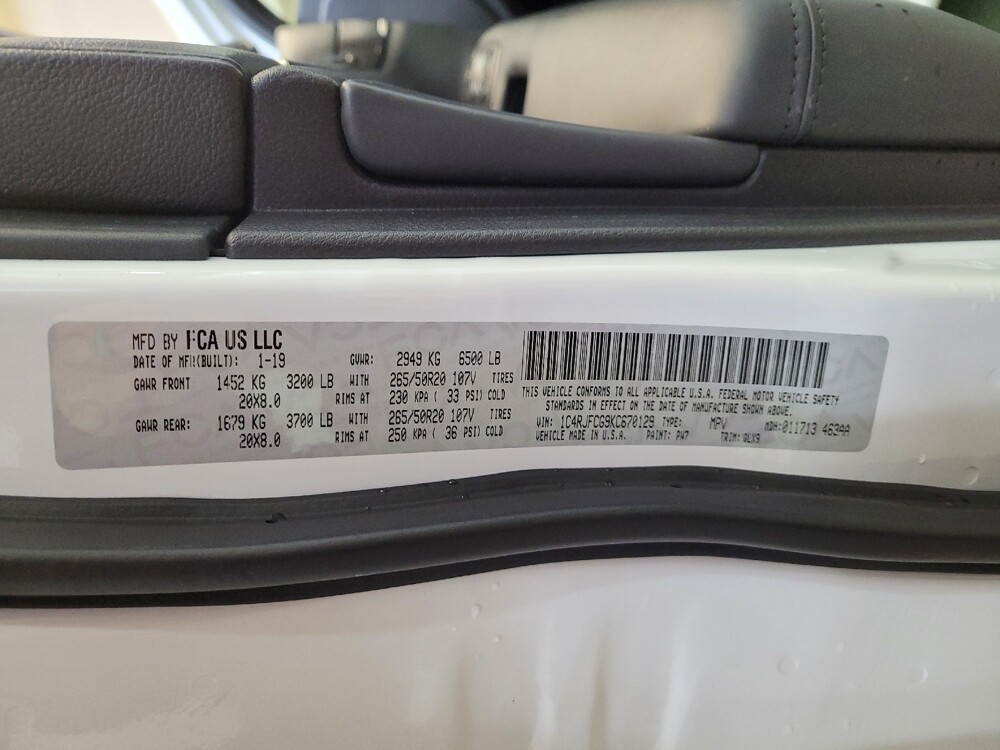 MFD BY FCA US LLC
DATE OF MFR(BUILT): 1-19 GVWR: 2949 KG 6500 LB
GAWR FRONT 1452 KG 3200 LB WITH 265/50R20 107V TIRES
20X8.0 RIMS AT 230 KPA ( 33 PSI) COLD
GAWR REAR: 1679 KG 3700 LB WITH 265/50R20 107V TIRES
20X8.0 RIMS AT 250 KPA ( 36 PSI) COLD
THIS VEHICLE CONFORMS TO ALL APPLICABLE U.S.A. FEDERAL MOTOR VEHICLE SAFETY
STANDARDS IN EFFECT ON THE DATE OF MANUFACTURE SHOWN ABOVE.
VIN: 1C4RJFCG9KC670129 TYPE: MPV MDH:011713 463AA
VEHICLE MADE IN U.S.A. PAINT: PW7 TRIM: QLX9